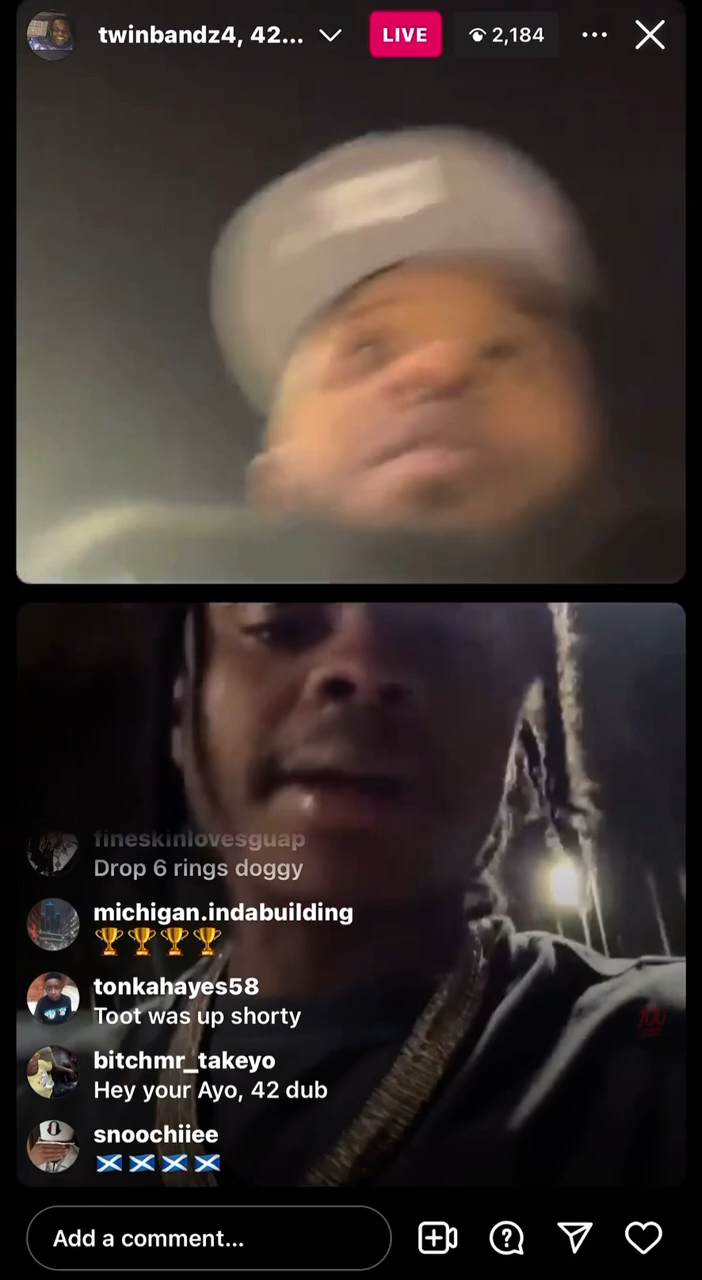 twinbandz4, 42...
LIVE
2,184
fineskinlovesguap
Drop 6 rings doggy
michigan.indabuilding
🏆🏆🏆🏆
tonkahayes58
Toot was up shorty
bitchmr_takeyo
Hey your Ayo, 42 dub
💯
snoochiiee
🏴󠁧󠁢󠁳󠁣󠁴󠁿🏴󠁧󠁢󠁳󠁣󠁴󠁿🏴󠁧󠁢󠁳󠁣󠁴󠁿🏴󠁧󠁢󠁳󠁣󠁴󠁿
Add a comment...